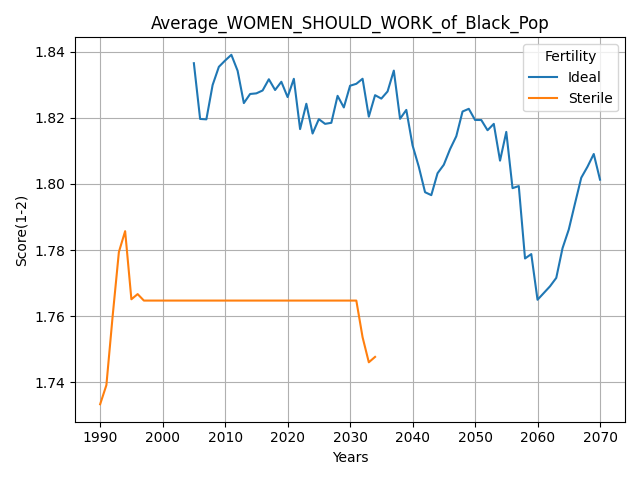 Average_WOMEN_SHOULD_WORK_of_Black_Pop
Fertility
Ideal
Sterile
Score(1-2)
1.84
1.82
1.80
1.78
1.76
1.74
1990 2000 2010 2020 2030 2040 2050 2060 2070
Years